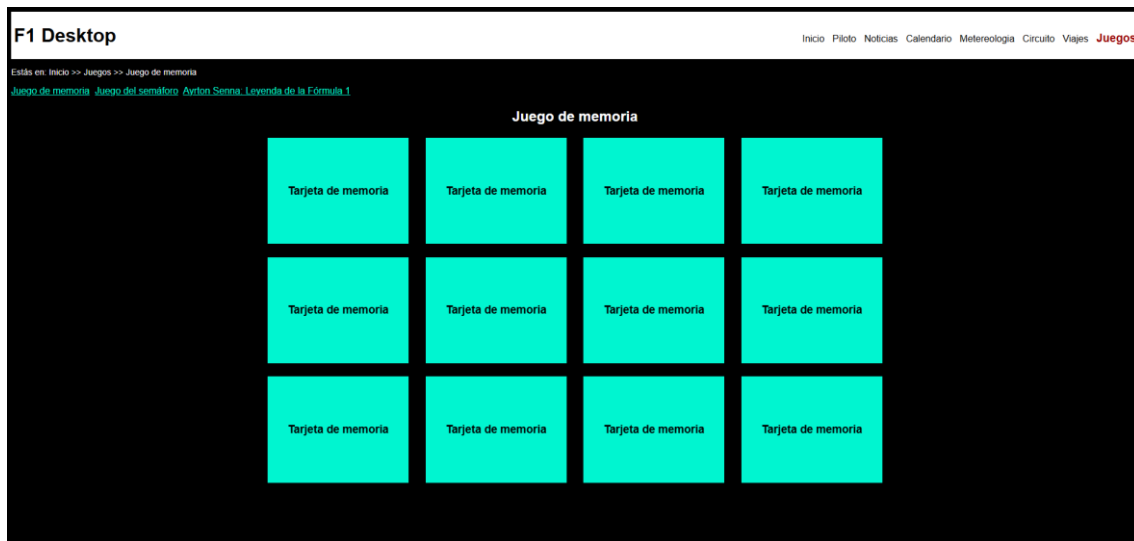 F1 Desktop
Inicio Piloto Noticias Calendario Metereologia Circuito Viajes Juegos
Estás en: Inicio >> Juegos >> Juego de memoria
Juego de memoria Juego del semáforo Ayrton Senna: Leyenda de la Fórmula 1
Juego de memoria
Tarjeta de memoria Tarjeta de memoria Tarjeta de memoria Tarjeta de memoria
Tarjeta de memoria Tarjeta de memoria Tarjeta de memoria Tarjeta de memoria
Tarjeta de memoria Tarjeta de memoria Tarjeta de memoria Tarjeta de memoria